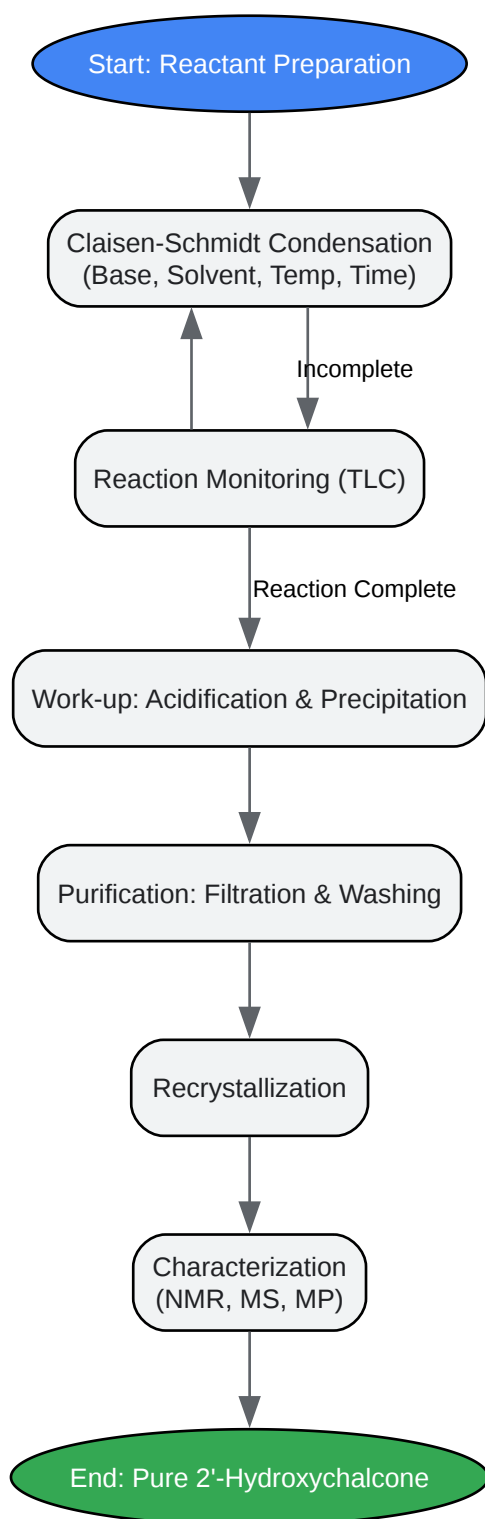 Start: Reactant Preparation
Claisen-Schmidt Condensation
(Base, Solvent, Temp, Time)
Incomplete
Reaction Monitoring (TLC)
Reaction Complete
Work-up: Acidification & Precipitation
Purification: Filtration & Washing
Recrystallization
Characterization
(NMR, MS, MP)
End: Pure 2'-Hydroxychalcone